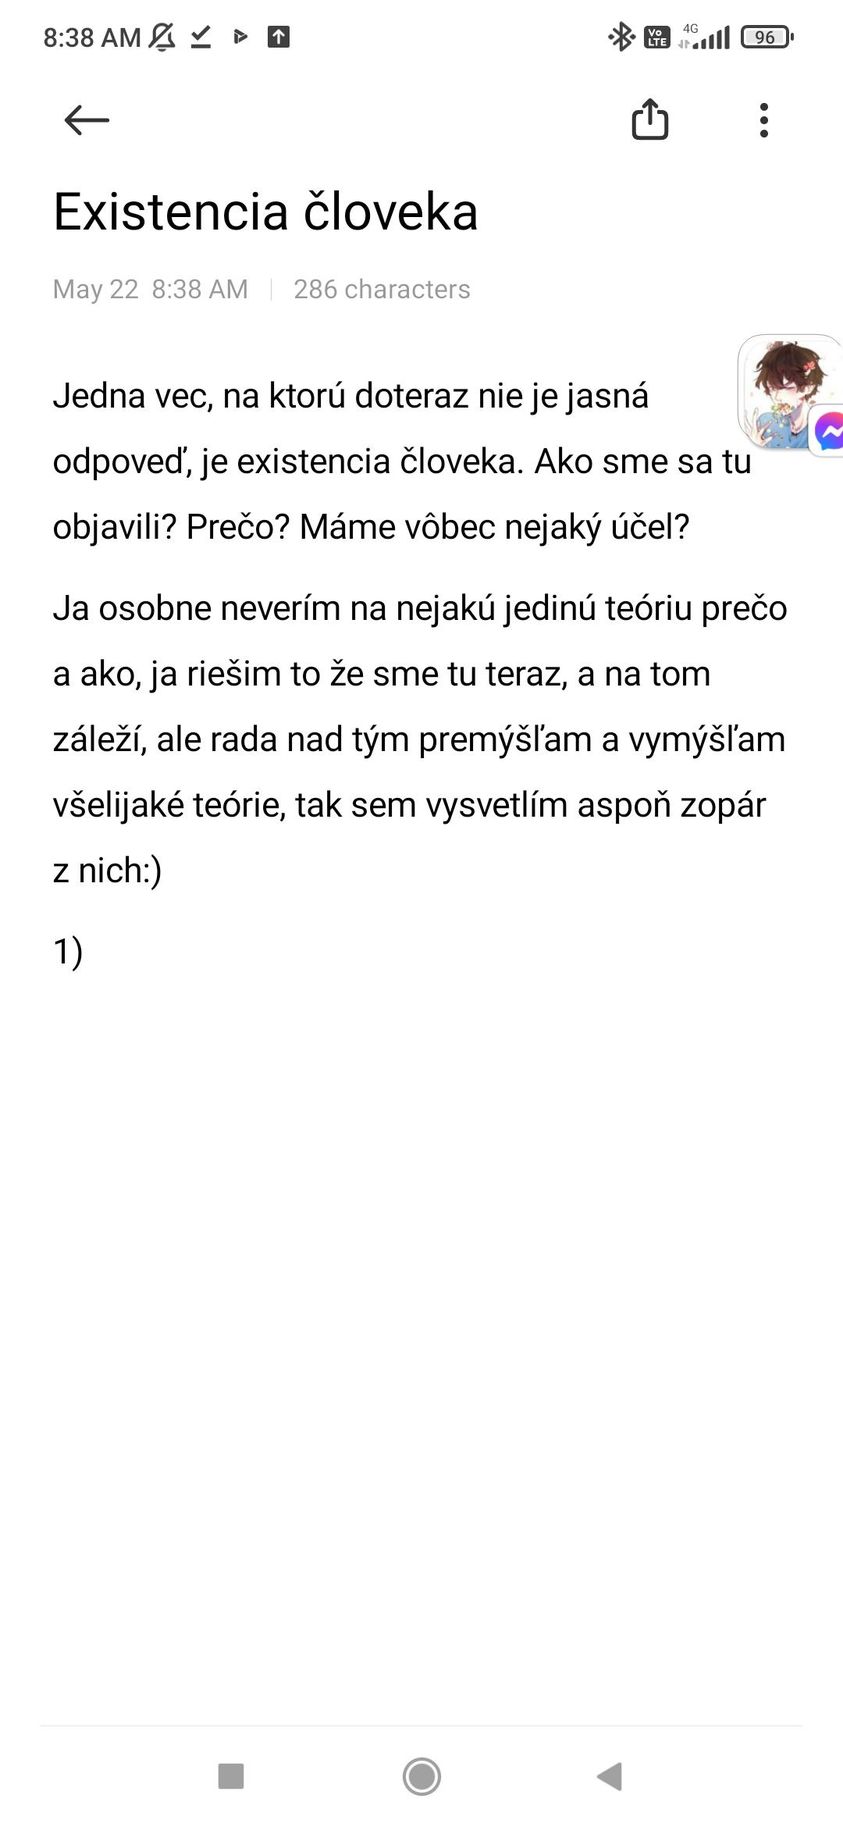 8:38 AM
Vo LTE 4G 96
Existencia človeka
May 22 8:38 AM | 286 characters
Jedna vec, na ktorú doteraz nie je jasná
odpoveď, je existencia človeka. Ako sme sa tu
objavili? Prečo? Máme vôbec nejaký účel?
Ja osobne neverím na nejakú jedinú teóriu prečo
a ako, ja riešim to že sme tu teraz, a na tom
záleží, ale rada nad tým premýšľam a vymýšľam
všelijaké teórie, tak sem vysvetlím aspoň zopár
z nich:)
1)